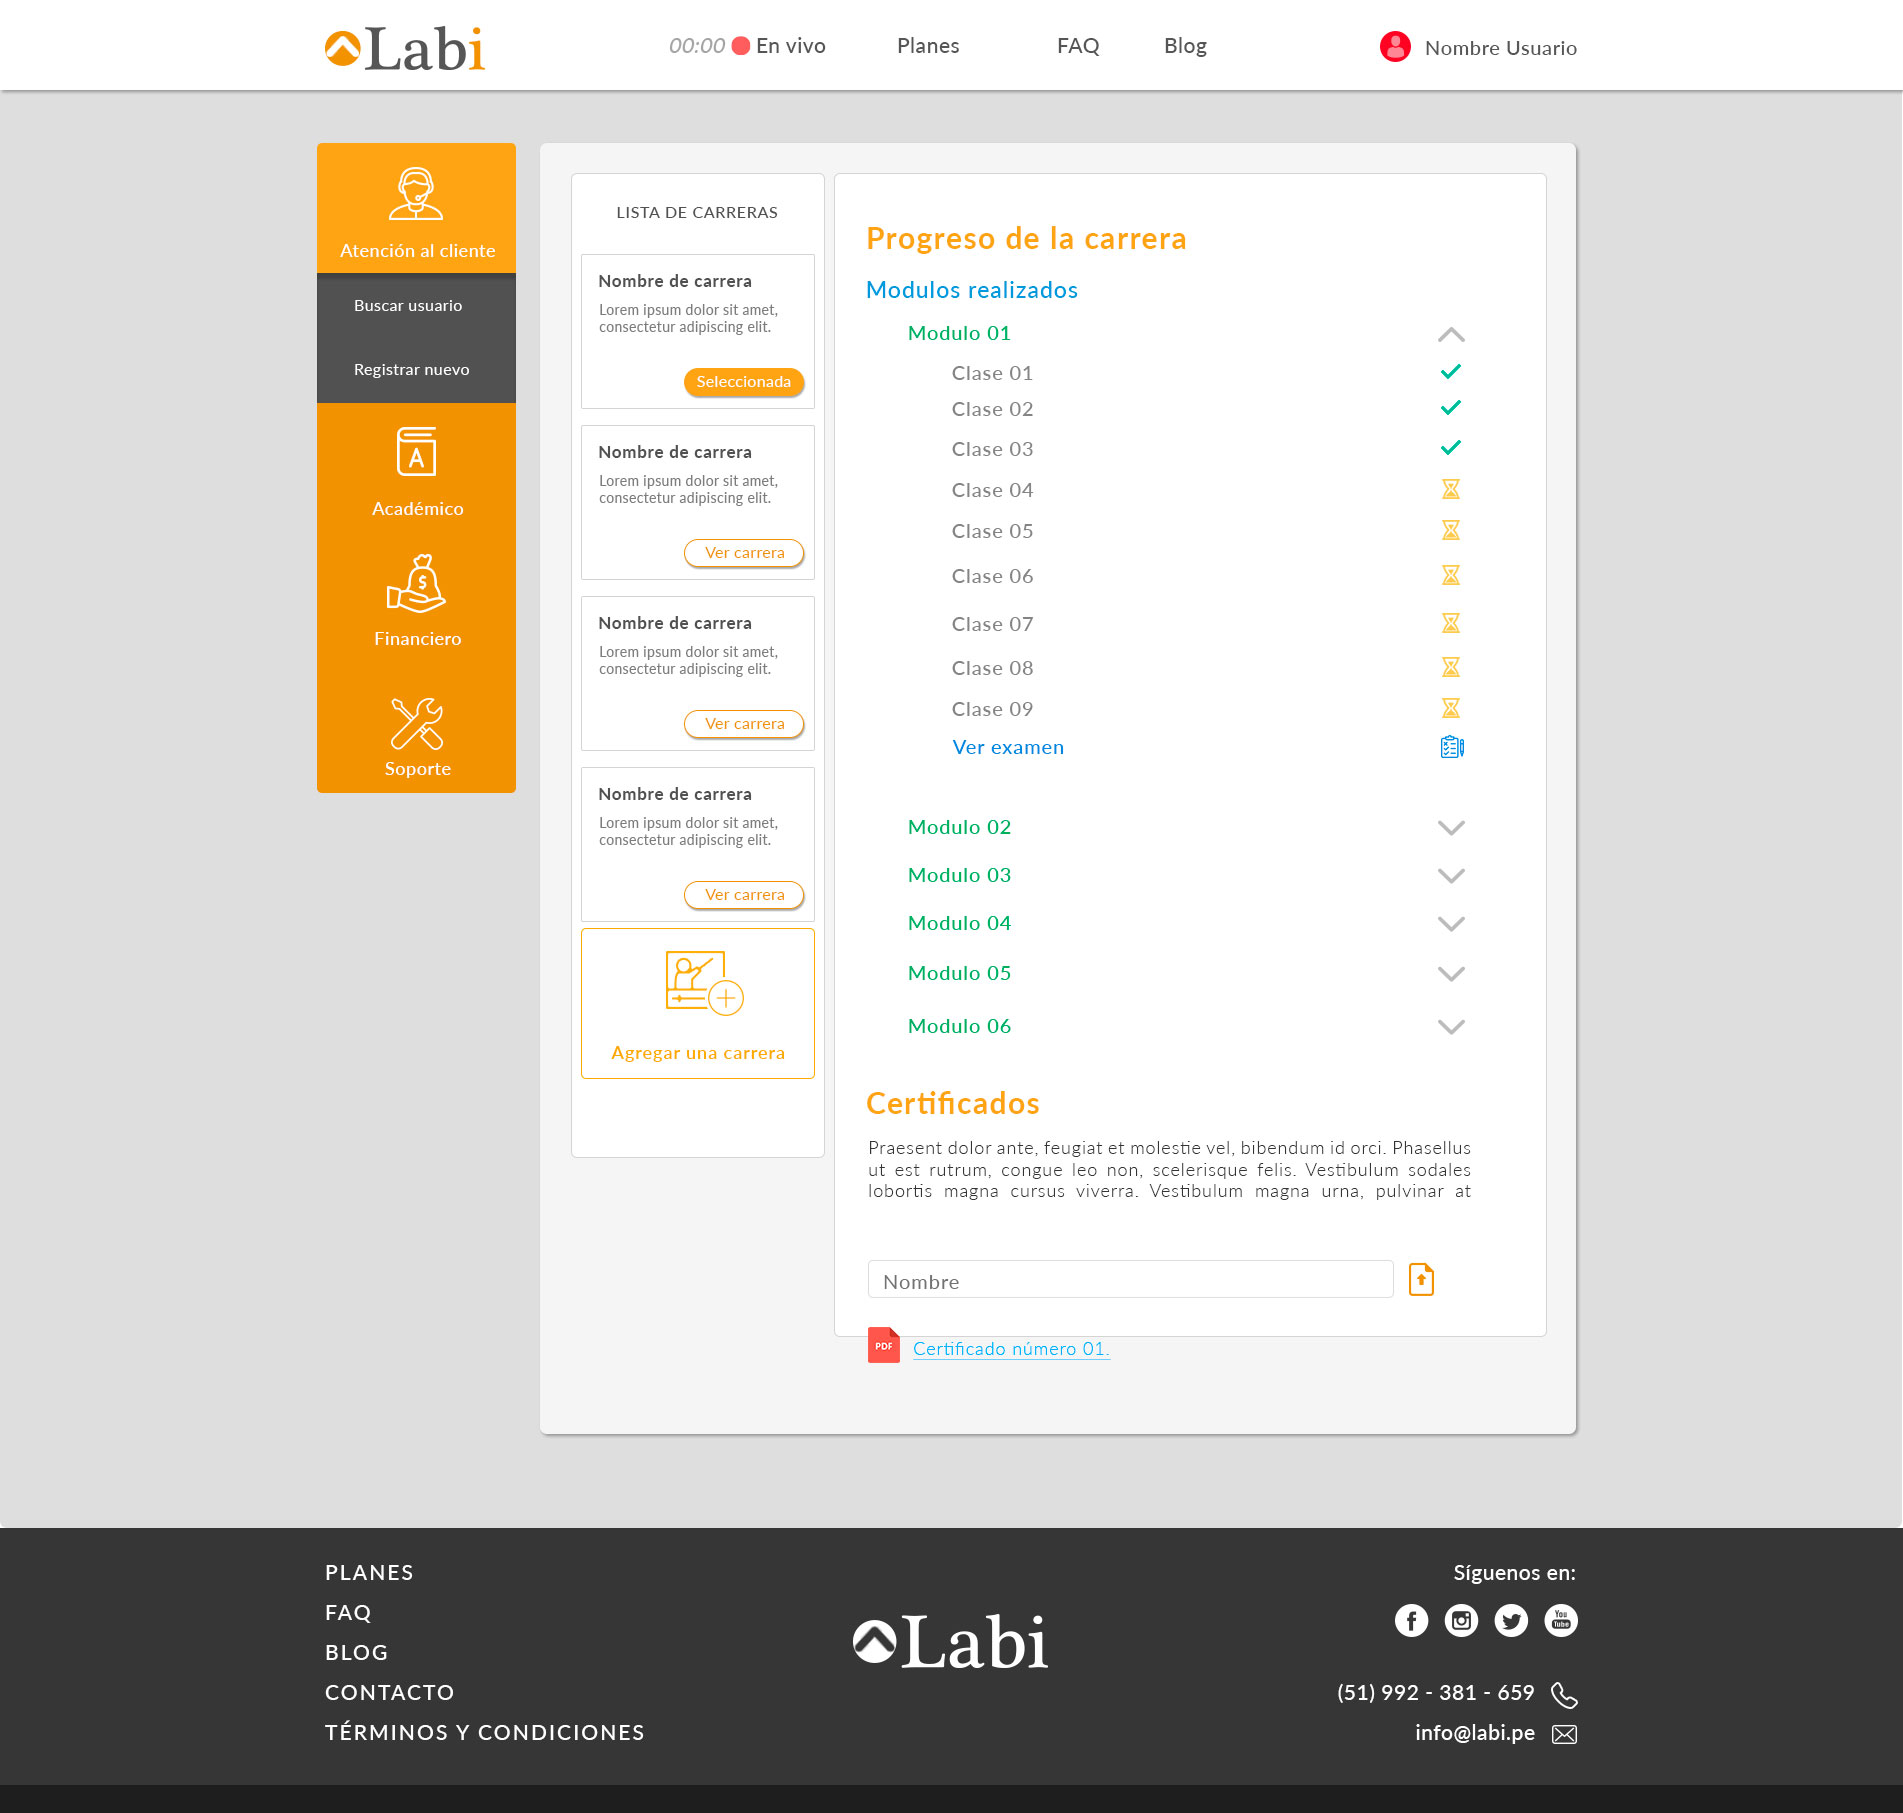 Labi
00:00 En vivo
Planes
FAQ
Blog
Nombre Usuario
Atención al cliente
Buscar usuario
Registrar nuevo
A
Académico
$
Financiero
Soporte
LISTA DE CARRERAS
Nombre de carrera
Lorem ipsum dolor sit amet,
consectetur adipiscing elit.
Seleccionada
Nombre de carrera
Lorem ipsum dolor sit amet,
consectetur adipiscing elit.
Ver carrera
Nombre de carrera
Lorem ipsum dolor sit amet,
consectetur adipiscing elit.
Ver carrera
Nombre de carrera
Lorem ipsum dolor sit amet,
consectetur adipiscing elit.
Ver carrera
Agregar una carrera
Progreso de la carrera
Modulos realizados
Modulo 01
Clase 01
Clase 02
Clase 03
Clase 04
Clase 05
Clase 06
Clase 07
Clase 08
Clase 09
Ver examen
Modulo 02
Modulo 03
Modulo 04
Modulo 05
Modulo 06
Certificados
Praesent dolor ante, feugiat et molestie vel, bibendum id orci. Phasellus
ut est rutrum, congue leo non, scelerisque felis. Vestibulum sodales
lobortis magna cursus viverra. Vestibulum magna urna, pulvinar at
Nombre
PDF
Certificado número 01.
PLANES
FAQ
BLOG
CONTACTO
TÉRMINOS Y CONDICIONES
Labi
Síguenos en:
You
Tube
(51) 992 - 381 - 659
info@labi.pe